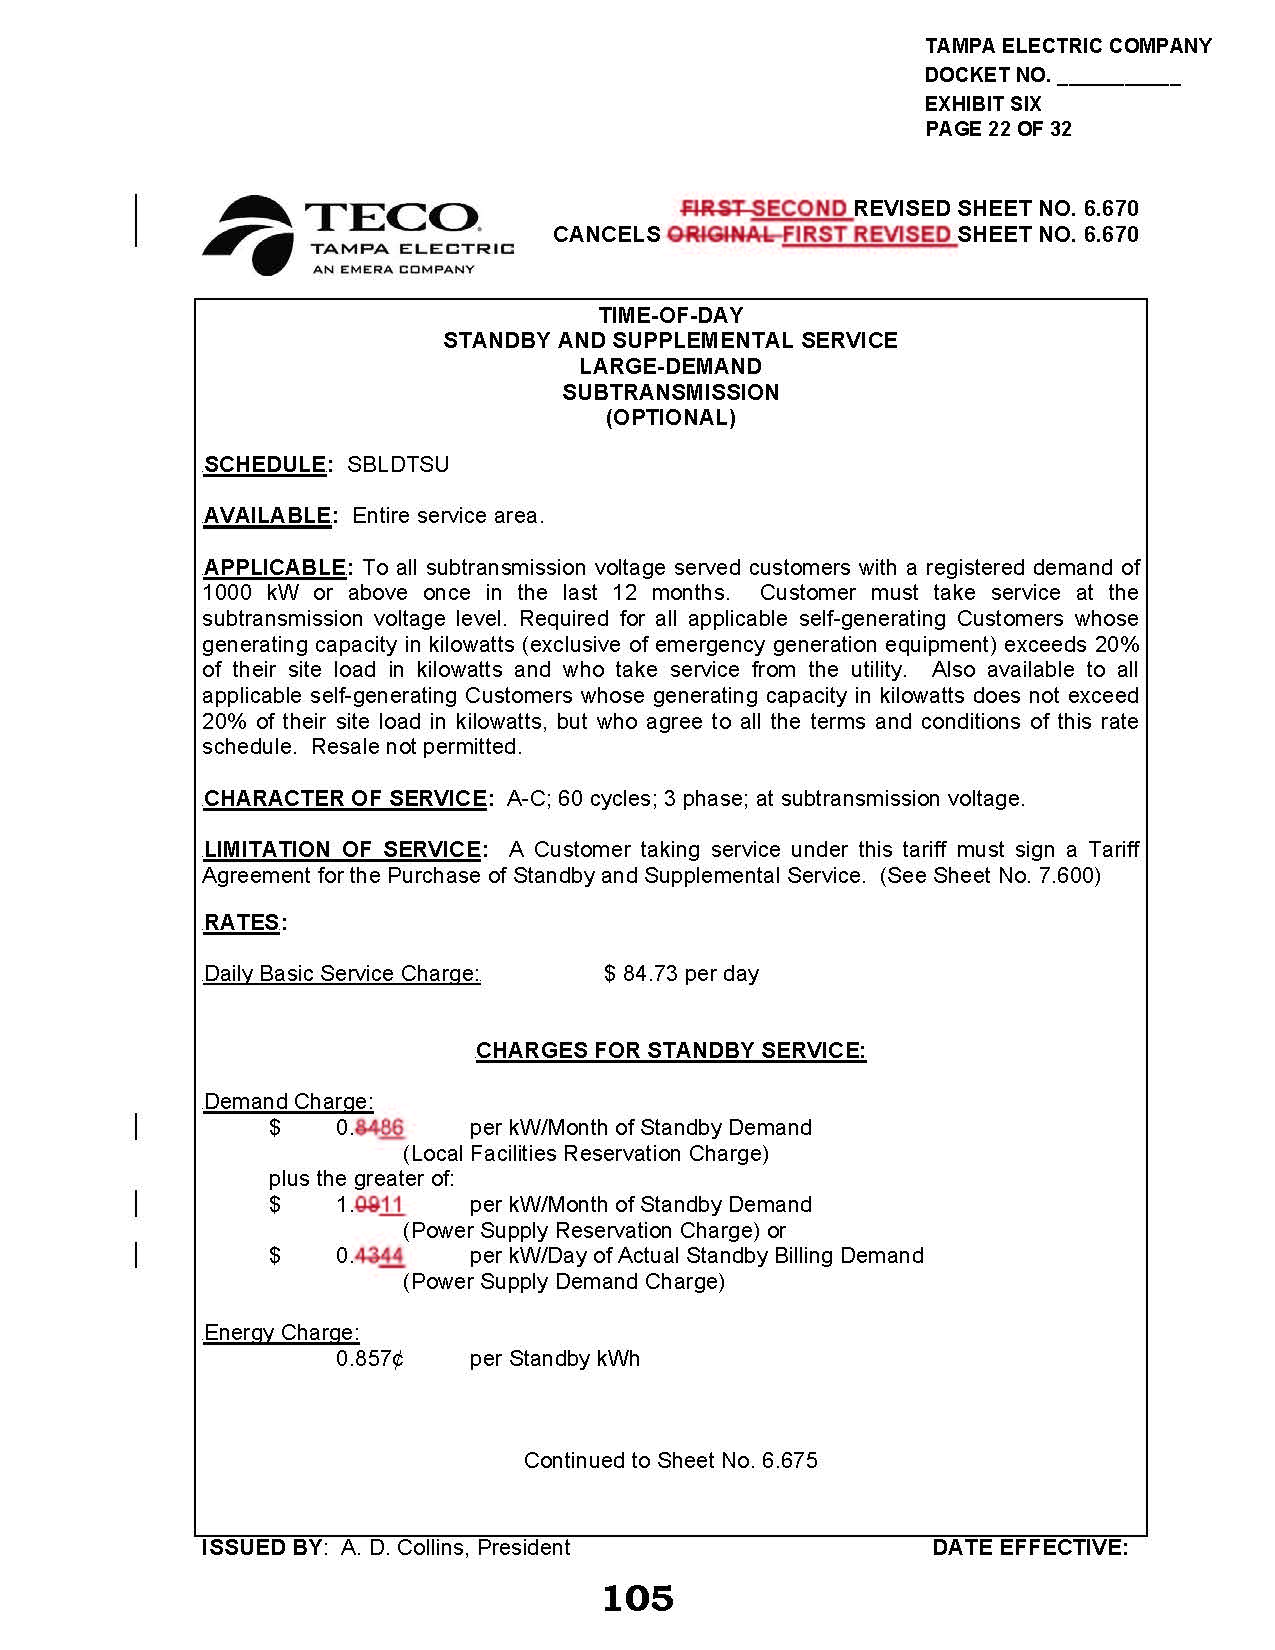 TAMPA ELECTRIC COMPANY
DOCKET NO. ___________
EXHIBIT SIX
PAGE 22 OF 32
TECO.
TAMPA ELECTRIC
AN EMERA COMPANY
FIRST SECOND REVISED SHEET NO. 6.670
CANCELS ORIGINAL FIRST REVISED SHEET NO. 6.670
TIME-OF-DAY
STANDBY AND SUPPLEMENTAL SERVICE
LARGE-DEMAND
SUBTRANSMISSION
(OPTIONAL)
SCHEDULE: SBLDTSU
AVAILABLE: Entire service area.
APPLICABLE: To all subtransmission voltage served customers with a registered demand of
1000 kW or above once in the last 12 months. Customer must take service at the
subtransmission voltage level. Required for all applicable self-generating Customers whose
generating capacity in kilowatts (exclusive of emergency generation equipment) exceeds 20%
of their site load in kilowatts and who take service from the utility. Also available to all
applicable self-generating Customers whose generating capacity in kilowatts does not exceed
20% of their site load in kilowatts, but who agree to all the terms and conditions of this rate
schedule. Resale not permitted.
CHARACTER OF SERVICE: A-C; 60 cycles; 3 phase; at subtransmission voltage.
LIMITATION OF SERVICE: A Customer taking service under this tariff must sign a Tariff
Agreement for the Purchase of Standby and Supplemental Service. (See Sheet No. 7.600)
RATES:
Daily Basic Service Charge: $ 84.73 per day
CHARGES FOR STANDBY SERVICE:
Demand Charge:
$ 0.8486 per kW/Month of Standby Demand
(Local Facilities Reservation Charge)
plus the greater of:
$ 1.0911 per kW/Month of Standby Demand
(Power Supply Reservation Charge) or
$ 0.4344 per kW/Day of Actual Standby Billing Demand
(Power Supply Demand Charge)
Energy Charge:
0.857¢ per Standby kWh
Continued to Sheet No. 6.675
ISSUED BY: A. D. Collins, President DATE EFFECTIVE:
105